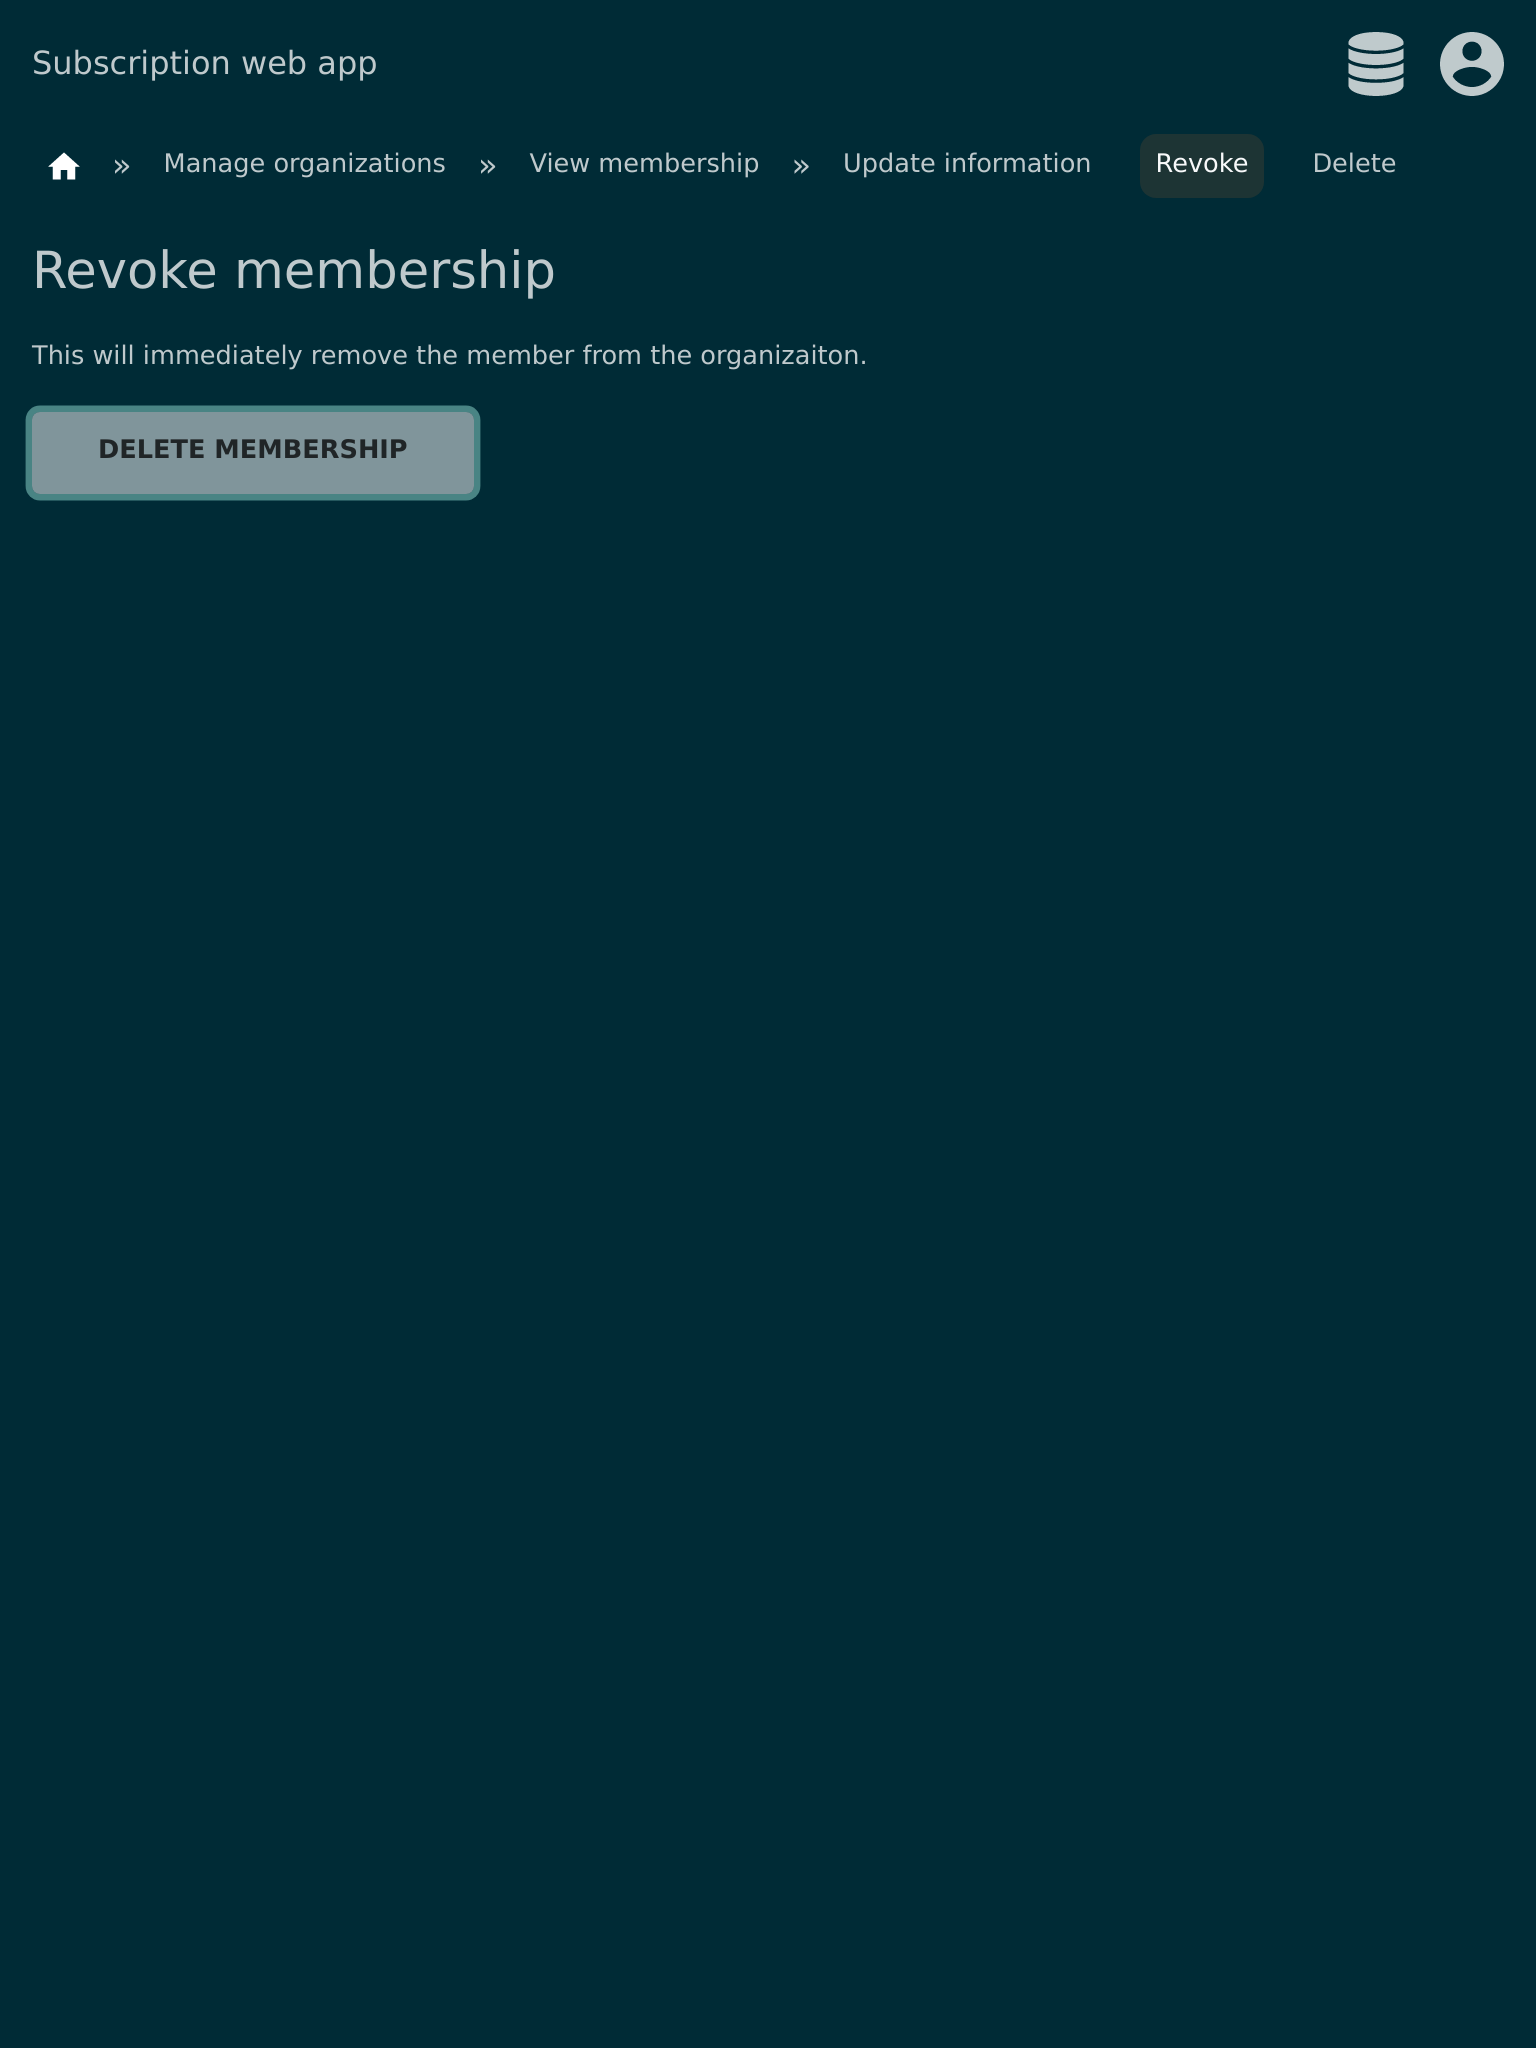 Subscription web app
» Manage organizations » View membership » Update information Revoke Delete
Revoke membership
This will immediately remove the member from the organizaiton.
DELETE MEMBERSHIP